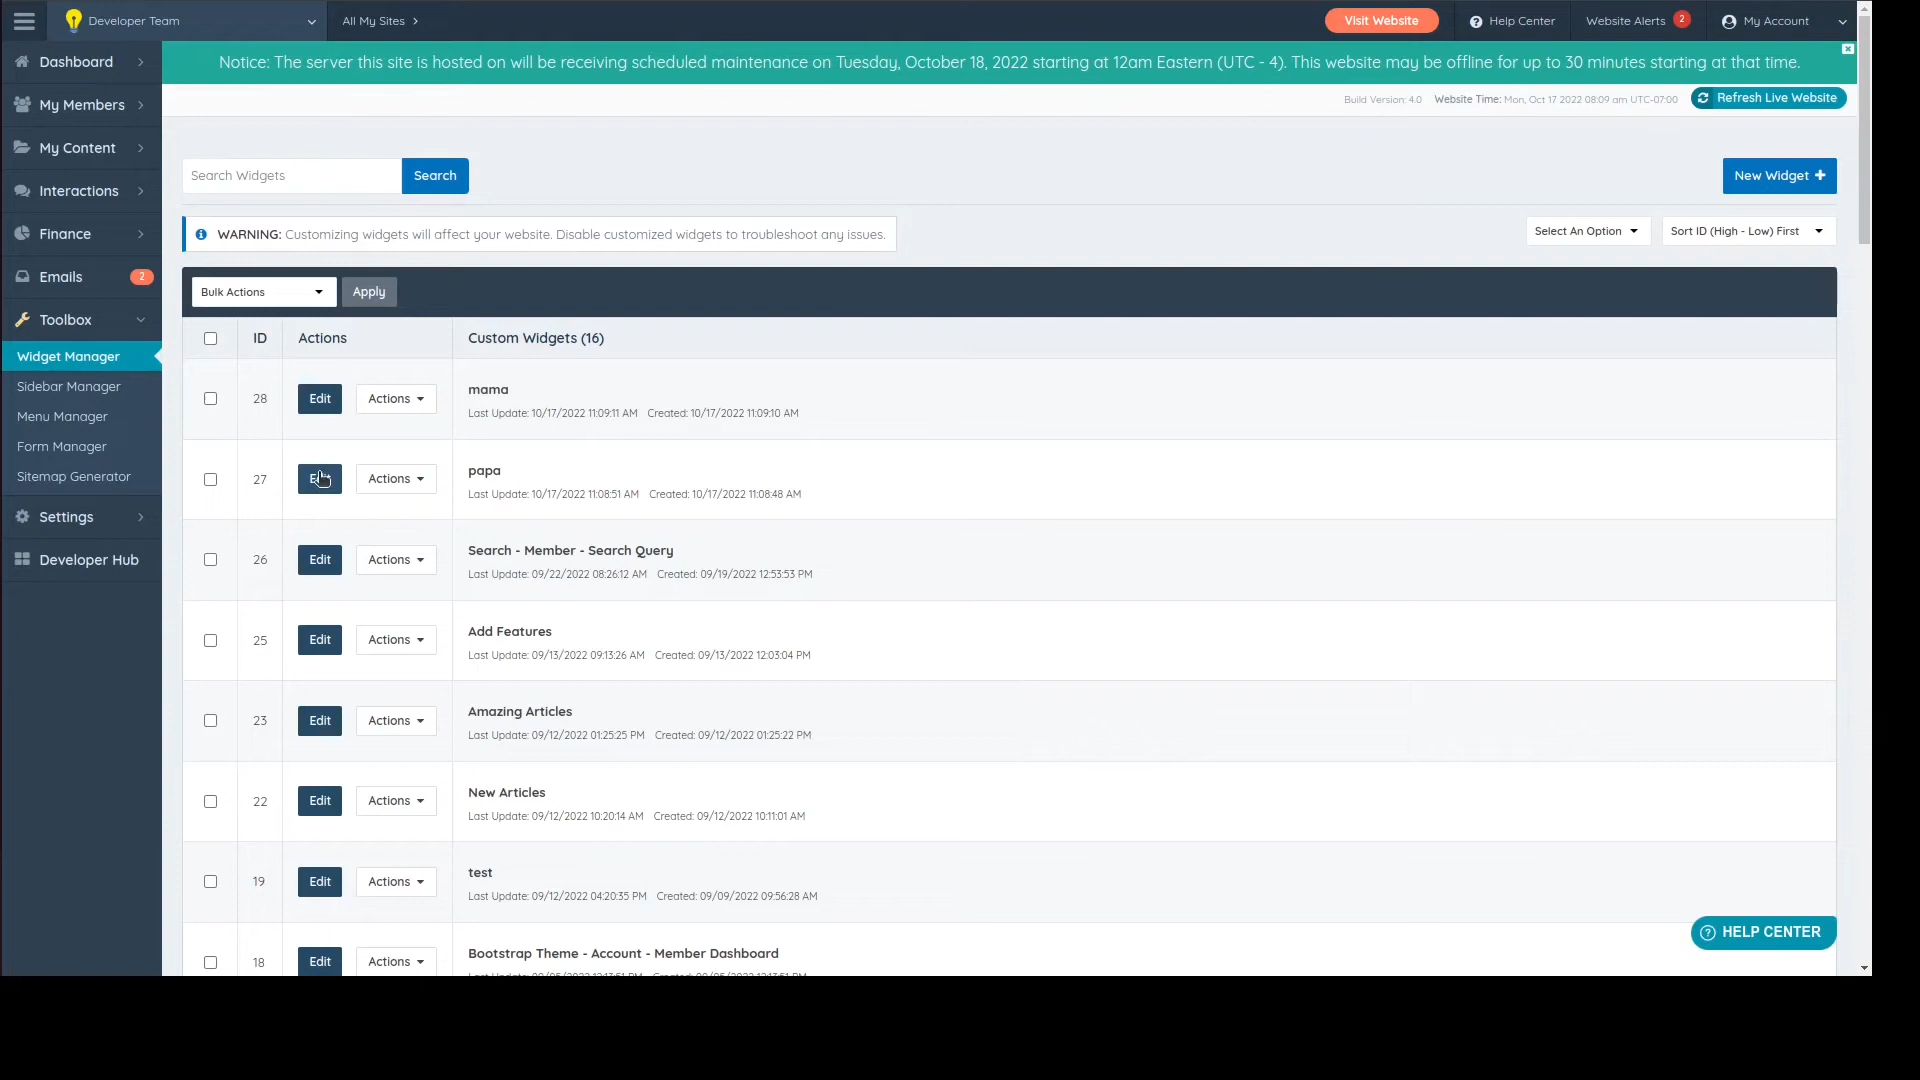 Developer Team
All My Sites
Visit Website
Help Center
Website Alerts 2
My Account
Notice: The server this site is hosted on will be receiving scheduled maintenance on Tuesday, October 18, 2022 starting at 12am Eastern (UTC - 4). This website may be offline for up to 30 minutes starting at that time.
Build Version: 4.0 Website Time: Mon, Oct 17 2022 08:09 am UTC-07:00
Refresh Live Website
Dashboard
My Members
My Content
Interactions
Finance
Emails 2
Toolbox
Widget Manager
Sidebar Manager
Menu Manager
Form Manager
Sitemap Generator
Settings
Developer Hub
Search Widgets
Search
New Widget +
WARNING: Customizing widgets will affect your website. Disable customized widgets to troubleshoot any issues.
Select An Option
Sort ID (High - Low) First
Bulk Actions
Apply
ID Actions Custom Widgets (16)
28 Edit Actions mama
Last Update: 10/17/2022 11:09:11 AM Created: 10/17/2022 11:09:10 AM
27 Edit Actions papa
Last Update: 10/17/2022 11:08:51 AM Created: 10/17/2022 11:08:48 AM
26 Edit Actions Search - Member - Search Query
Last Update: 09/22/2022 08:26:12 AM Created: 09/19/2022 12:53:53 PM
25 Edit Actions Add Features
Last Update: 09/13/2022 09:13:26 AM Created: 09/13/2022 12:03:04 PM
23 Edit Actions Amazing Articles
Last Update: 09/12/2022 01:25:25 PM Created: 09/12/2022 01:25:22 PM
22 Edit Actions New Articles
Last Update: 09/12/2022 10:20:14 AM Created: 09/12/2022 10:11:01 AM
19 Edit Actions test
Last Update: 09/12/2022 04:20:35 PM Created: 09/09/2022 09:56:28 AM
18 Edit Actions Bootstrap Theme - Account - Member Dashboard
HELP CENTER